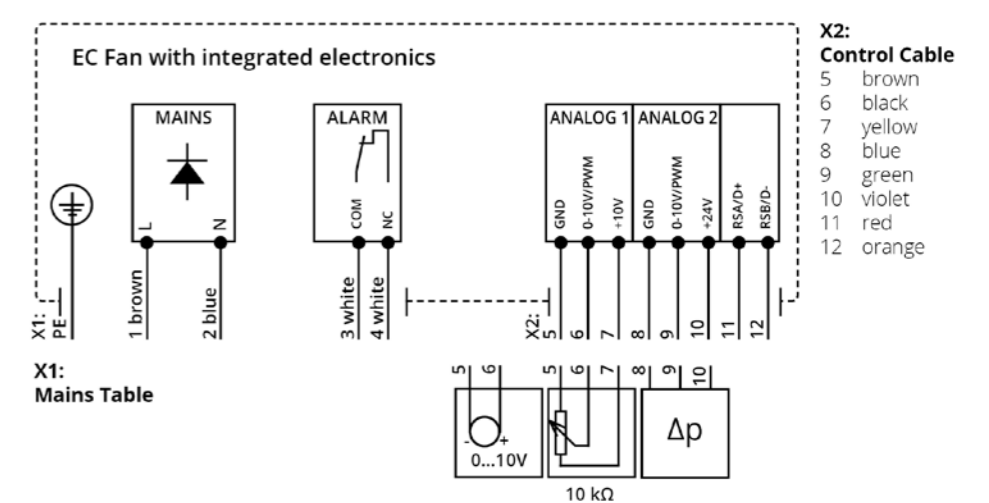 EC Fan with integrated electronics
MAINS
L
N
ALARM
COM
NC
ANALOG 1
GND
0-10V/PWM
+10V
ANALOG 2
GND
0-10V/PWM
+24V
RSA/D+
RSB/D-
X1:
PE
1 brown
2 blue
3 white
4 white
X2:
5
6
7
8
9
10
11
12
X1:
Mains Table
5
6
- +
0...10V
5
6
7
10 kΩ
8
9
10
Δp
X2:
Control Cable
5 brown
6 black
7 yellow
8 blue
9 green
10 violet
11 red
12 orange